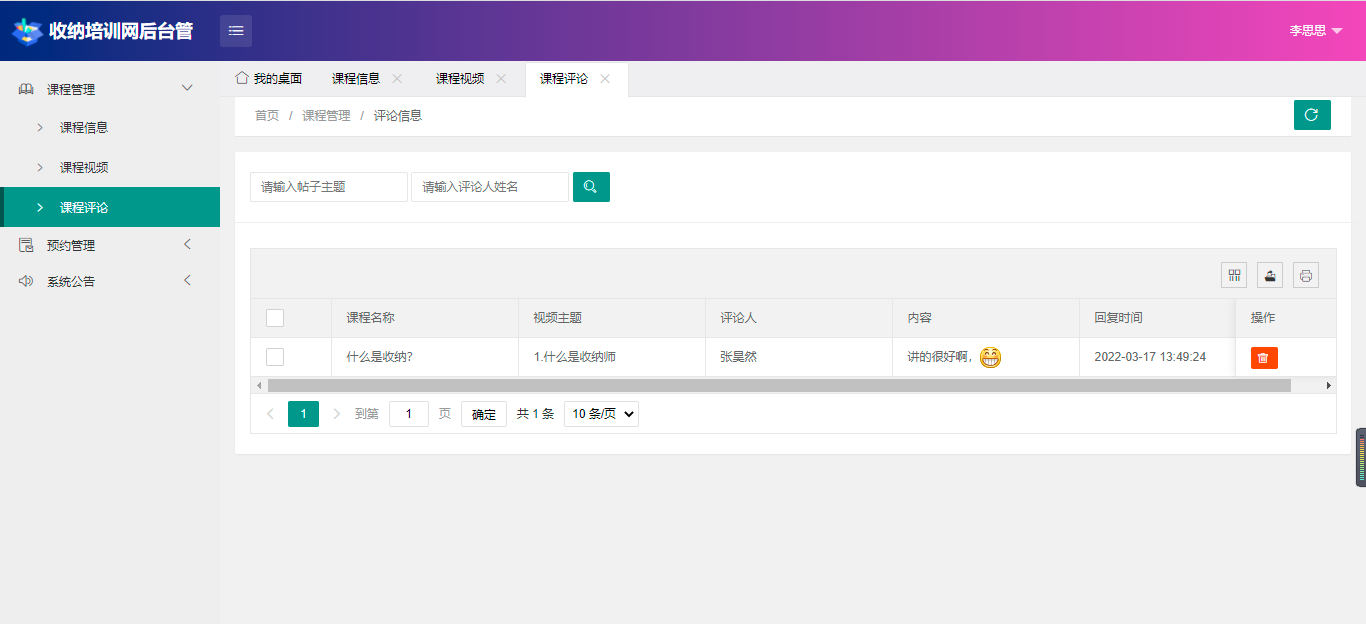 收纳培训网后台管
李思思
课程管理
课程信息
课程视频
课程评论
预约管理
系统公告
我的桌面 课程信息 课程视频 课程评论
首页 / 课程管理 / 评论信息
请输入帖子主题 请输入评论人姓名
课程名称 视频主题 评论人 内容 回复时间 操作
什么是收纳? 1.什么是收纳师 张昊然 讲的很好啊, 2022-03-17 13:49:24
1 到第 1 页 确定 共 1 条 10 条/页